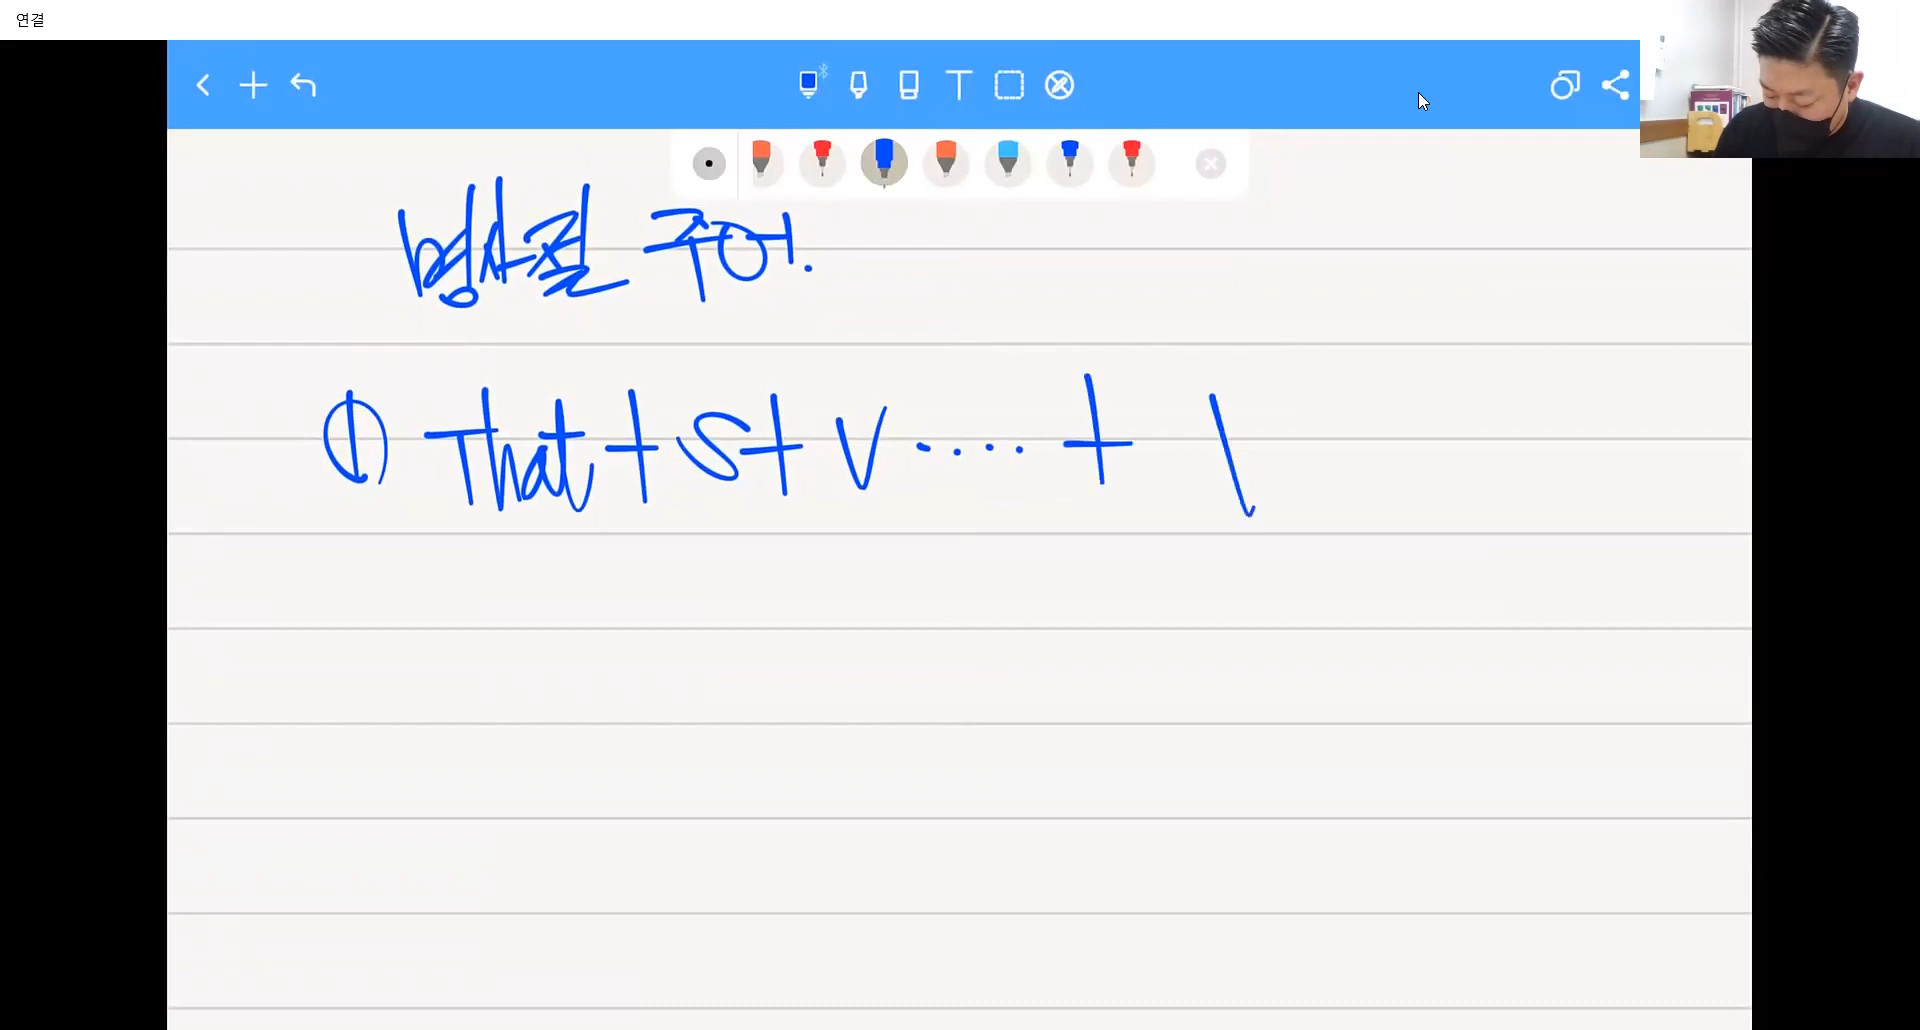 연결
명사절 주어.
① That + S + V .... + \